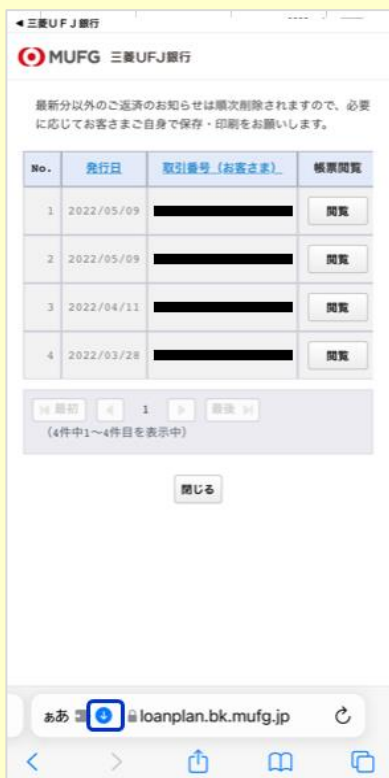 三菱UFJ銀行
MUFG 三菱UFJ銀行
最新分以外のご返済のお知らせは順次削除されますので、必要
に応じてお客さまご自身で保存・印刷をお願いします。
No. 発行日 取引番号（お客さま） 帳票閲覧
1 2022/05/09 閲覧
2 2022/05/09 閲覧
3 2022/04/11 閲覧
4 2022/03/28 閲覧
最初 1 最後
(4件中1～4件目を表示中)
閉じる
ああ loanplan.bk.mufg.jp